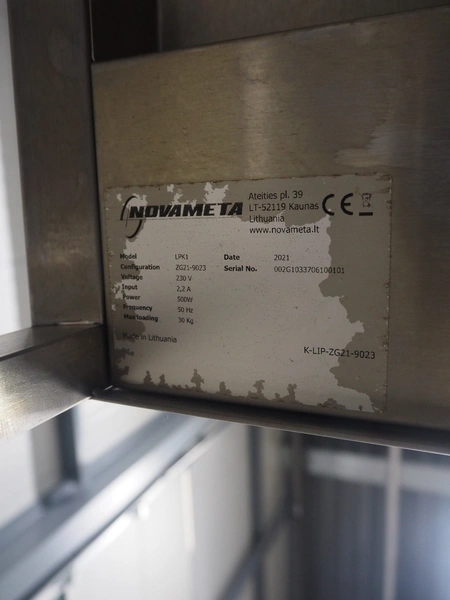 NOVAMETA
Ateities pl. 39
LT-52119 Kaunas
Lithuania
www.novameta.lt
CE
Model LPK1 Date 2021
Configuration ZG21-9023 Serial No. 002G1033706100101
Voltage 230 V
Input 2,2 A
Power 500W
Frequency 50 Hz
Max loading 30 Kg
Made in Lithuania
K-LIP-ZG21-9023